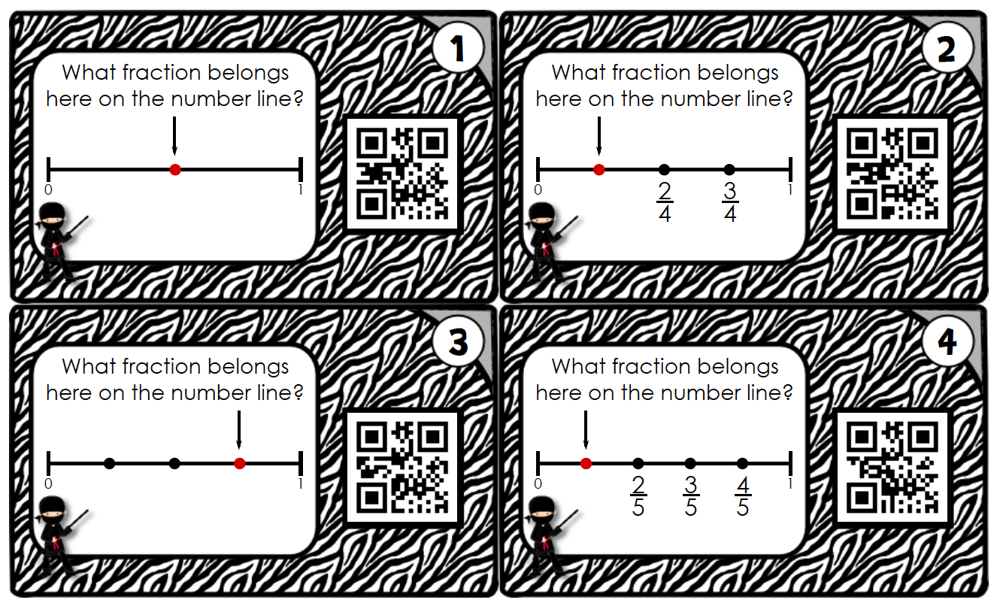 1
What fraction belongs
here on the number line?
0 1
2
What fraction belongs
here on the number line?
0 2/4 3/4 1
3
What fraction belongs
here on the number line?
0 1
4
What fraction belongs
here on the number line?
0 2/5 3/5 4/5 1